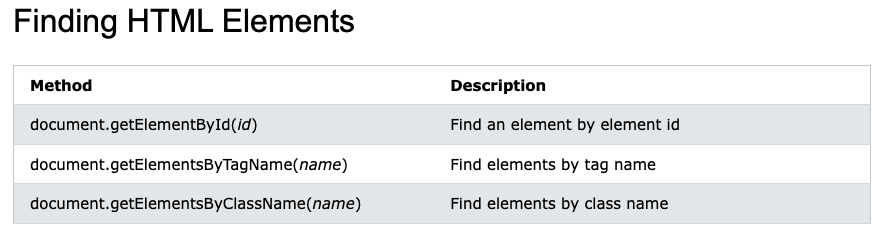 Finding HTML Elements
Method Description
document.getElementById(id) Find an element by element id
document.getElementsByTagName(name) Find elements by tag name
document.getElementsByClassName(name) Find elements by class name